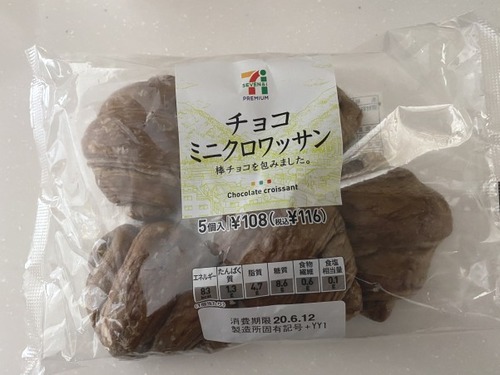 SEVEN&i
PREMIUM
チョコ
ミニクロワッサン
棒チョコを包みました。
Chocolate croissant
5個入 ¥108(税込¥116)
エネルギー たんぱく質 脂質 糖質 食物繊維 食塩相当量
1.3 4.7 8.6 0.6 0.1
消費期限 20.6.12
製造所固有記号 +YY1